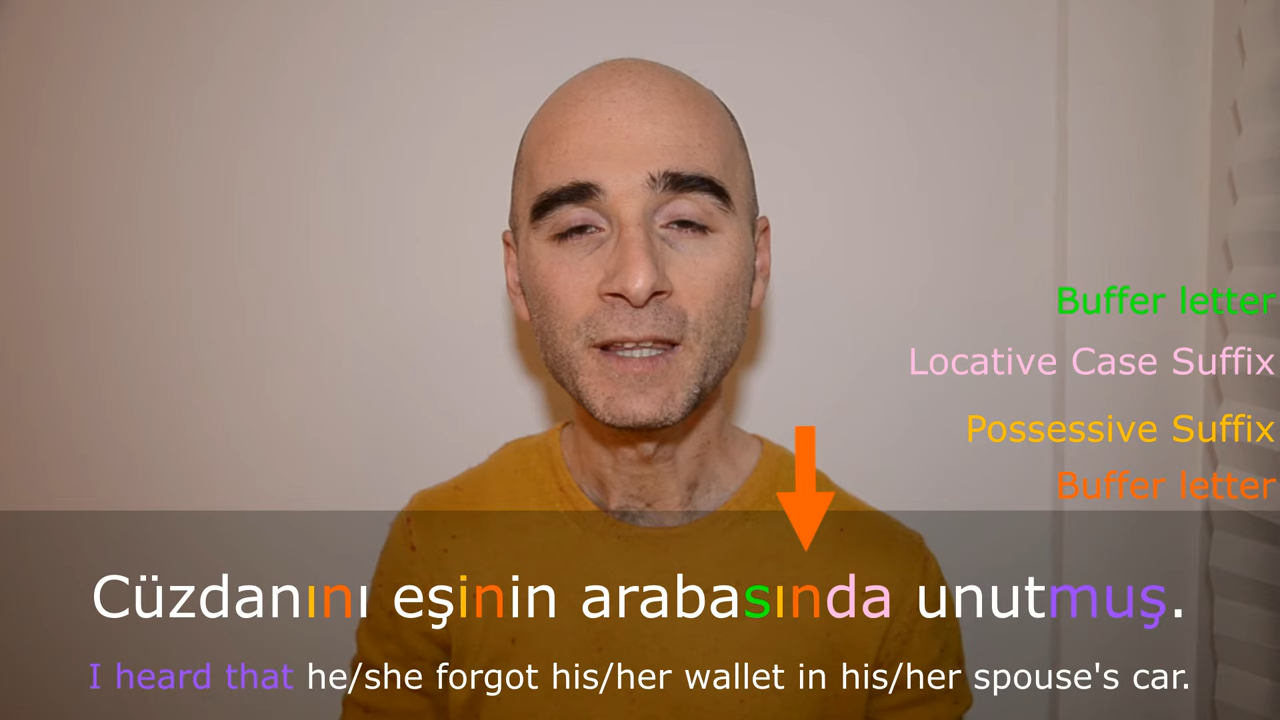 Buffer letter
Locative Case Suffix
Possessive Suffix
Buffer letter
Cüzdanını eşinin arabasında unutmuş.
I heard that he/she forgot his/her wallet in his/her spouse's car.